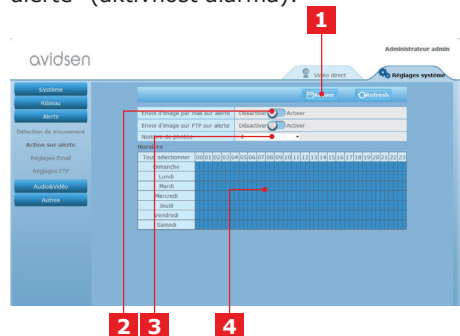 alerte" (aktivnost alarma):
1
Administrateur admin
avidsen
Vidéo direct
Réglages système
Système
Réseau
Alerte
Détection de mouvement
Action sur alerte
Réglages Email
Réglages FTP
Audio&Vidéo
Autres
Refresh
Envoi d'image par mail sur alerte Désactiver Activer
Envoi d'image sur FTP sur alerte Désactiver Activer
Nombre de photos
Horaires
Tout sélectionner 00 01 02 03 04 05 06 07 08 09 10 11 12 13 14 15 16 17 18 19 20 21 22 23
Dimanche
Lundi
Mardi
Mercredi
Jeudi
Vendredi
Samedi
2 3 4